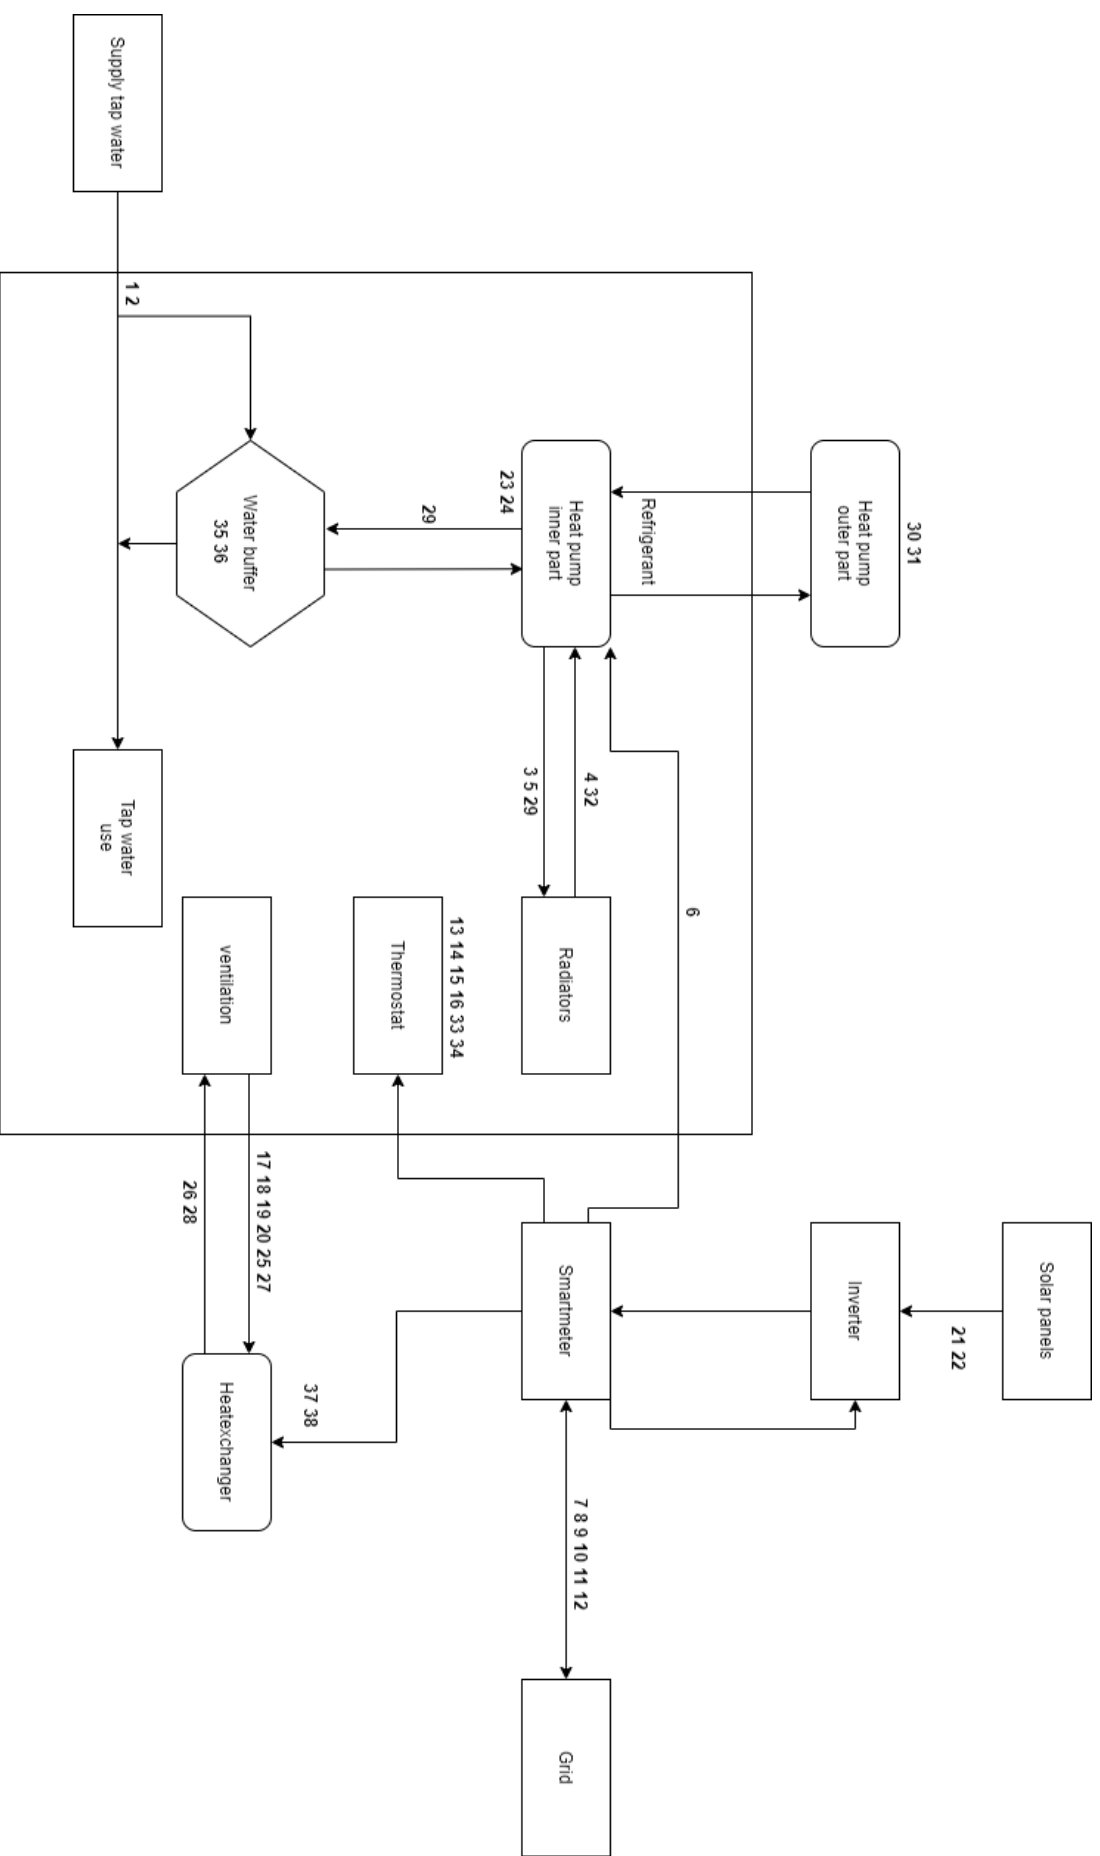 30 31
Heat pump
outer part
Solar panels
21 22
Inverter
Refrigerant
6
Supply tap water
1 2
Heat pump
inner part
23 24
29
4 32
3 5 29
Radiators
Smartmeter
7 8 9 10 11 12
Grid
13 14 15 16 33 34
Thermostat
Water buffer
35 36
37 38
ventilation
17 18 19 20 25 27
26 28
Heatexchanger
Tap water
use